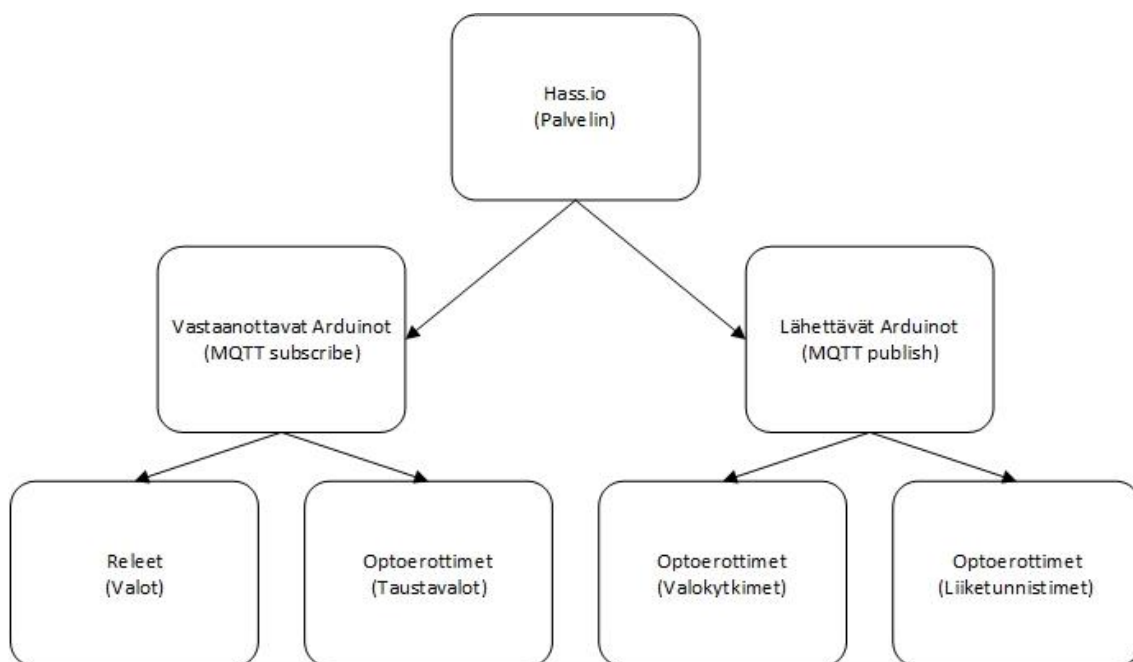 Hass.io
(Palvelin)
Vastaanottavat Arduinot
(MQTT subscribe)
Lähettävät Arduinot
(MQTT publish)
Releet
(Valot)
Optoerottimet
(Taustavalot)
Optoerottimet
(Valokytkimet)
Optoerottimet
(Liiketunnistimet)